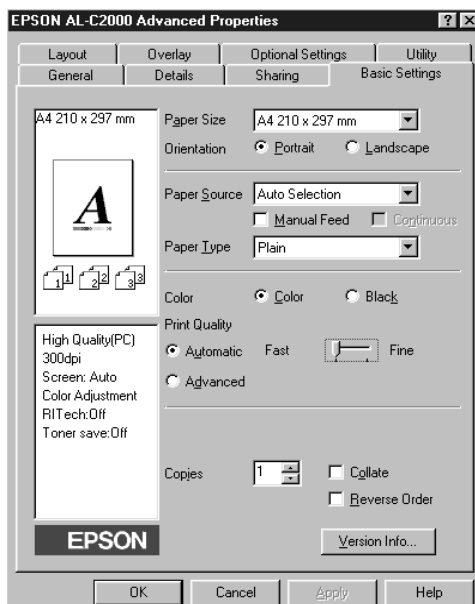 EPSON AL-C2000 Advanced Properties
Layout Overlay Optional Settings Utility
General Details Sharing Basic Settings
A4 210 x 297 mm
A
1 1 2 2 3 3
High Quality(PC)
300dpi
Screen: Auto
Color Adjustment
RITech:Off
Toner save:Off
EPSON
Paper Size A4 210 x 297 mm
Orientation Portrait Landscape
Paper Source Auto Selection
Manual Feed Continuous
Paper Type Plain
Color Color Black
Print Quality
Automatic Fast Fine
Advanced
Copies 1 Collate
Reverse Order
Version Info...
OK Cancel Apply Help